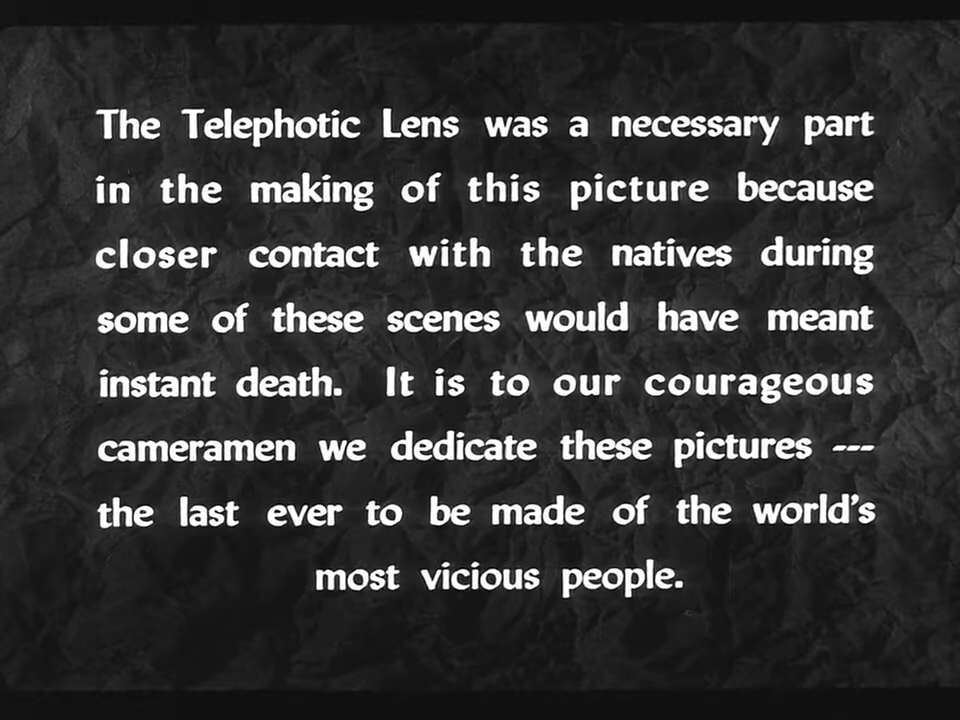 The Telephotic Lens was a necessary part
in the making of this picture because
closer contact with the natives during
some of these scenes would have meant
instant death. It is to our courageous
cameramen we dedicate these pictures ---
the last ever to be made of the world's
most vicious people.